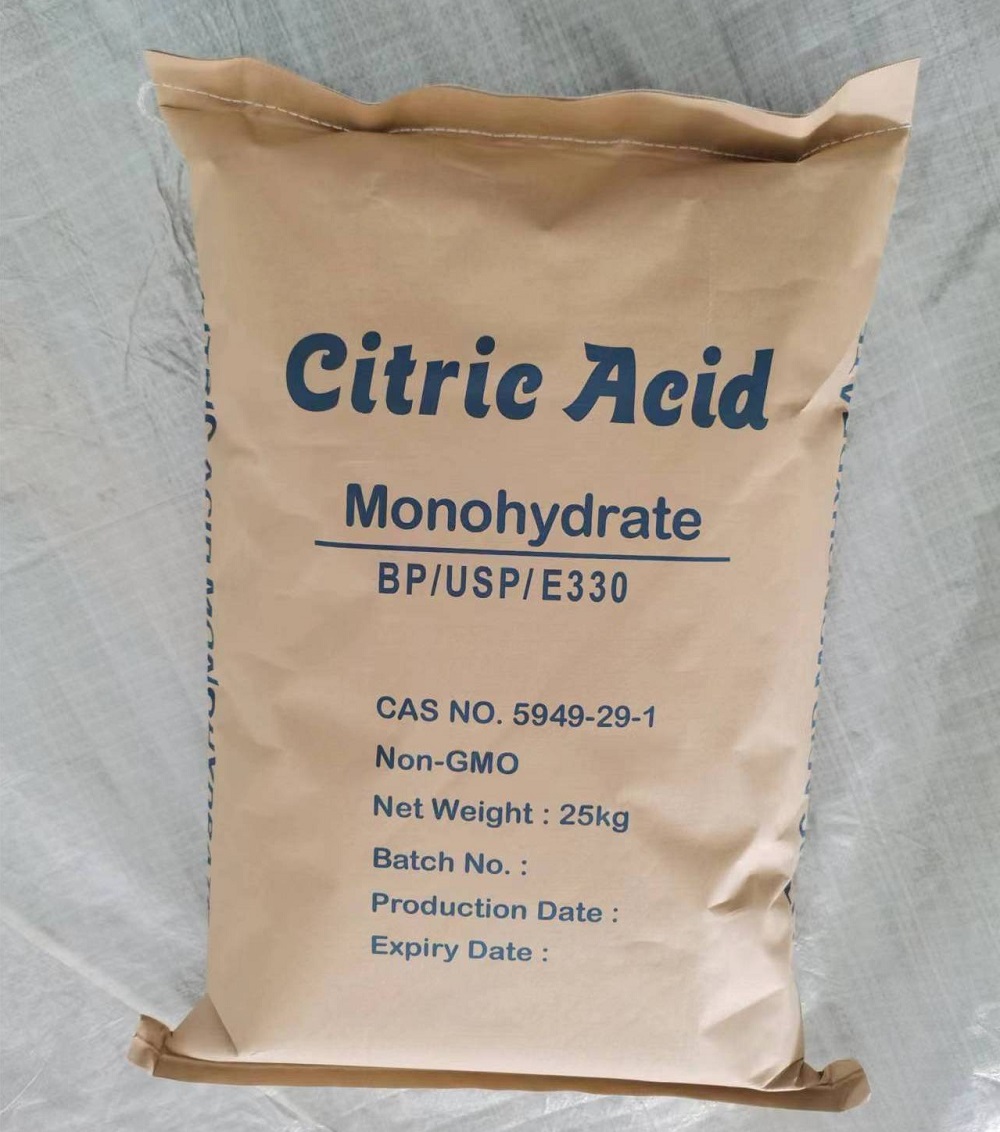 Citric Acid
Monohydrate
BP/USP/E330
CAS NO. 5949-29-1
Non-GMO
Net Weight : 25kg
Batch No. :
Production Date :
Expiry Date :